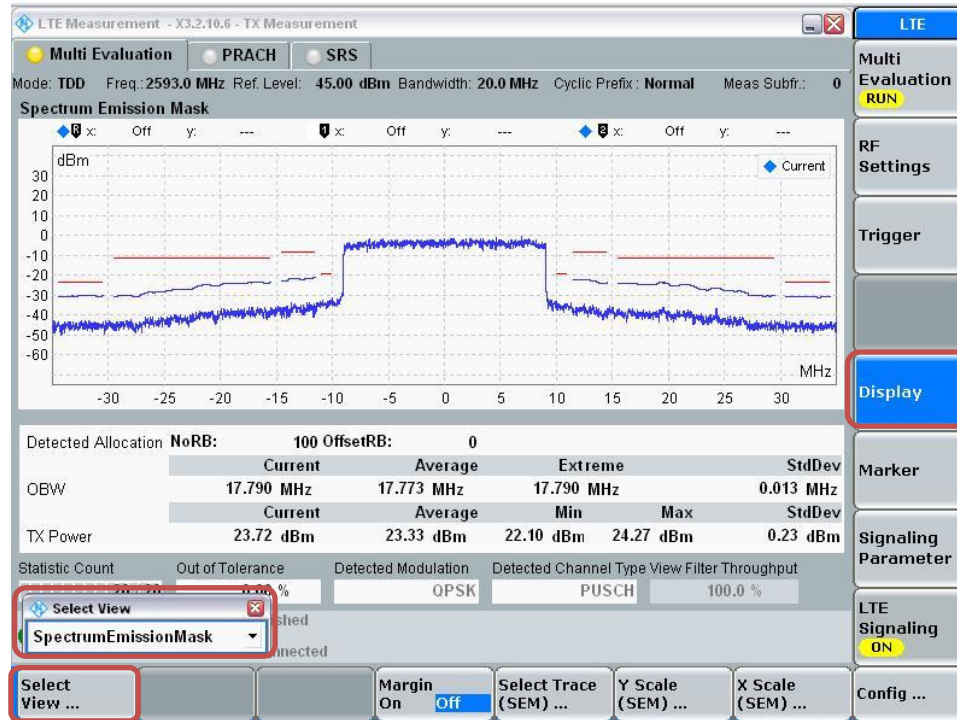 LTE Measurement - X3.2.10.6 - TX Measurement
LTE
Multi Evaluation PRACH SRS
Multi Evaluation RUN
Mode: TDD Freq.: 2593.0 MHz Ref. Level: 45.00 dBm Bandwidth: 20.0 MHz Cyclic Prefix: Normal Meas Subfr.: 0
Spectrum Emission Mask
R x: Off y: --- 1 x: Off y: --- 2 x: Off y: ---
dBm
Current
30
20
10
0
-10
-20
-30
-40
-50
-60
MHz
-30 -25 -20 -15 -10 -5 0 5 10 15 20 25 30
RF Settings
Trigger
Display
Marker
Signaling Parameter
LTE Signaling ON
Config ...
Detected Allocation NoRB: 100 OffsetRB: 0
Current Average Extreme StdDev
OBW 17.790 MHz 17.773 MHz 17.790 MHz 0.013 MHz
Current Average Min Max StdDev
TX Power 23.72 dBm 23.33 dBm 22.10 dBm 24.27 dBm 0.23 dBm
Statistic Count Out of Tolerance Detected Modulation Detected Channel Type View Filter Throughput
QPSK PUSCH 100.0 %
Select View
SpectrumEmissionMask
Select View ...
Margin On Off
Select Trace (SEM) ...
Y Scale (SEM) ...
X Scale (SEM) ...